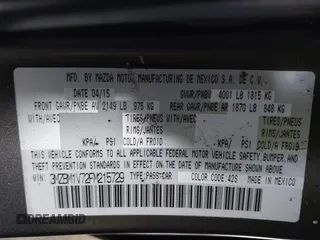 MFD. BY MAZDA MOTOR MANUFACTURING DE MEXICO S.A. DE C.V.
DATE 04/15 GVWR/PNBV 4001 LB 1815 KG
FRONT GAWR/PNBE AV 2149 LB 975 KG REAR GAWR/PNBE AR 1870 LB 848 KG
WITH/AVEC TIRES/PNEUS WITH/AVEC TIRES/PNEUS
RIMS/JANTES RIMS/JANTES
KPA/ PSI COLD/A FROID KPA/ PSI COLD/A FROID
THIS VEHICLE CONFORMS TO ALL APPLICABLE FEDERAL MOTOR VEHICLE SAFETY, BUMPER,
AND THEFT PREVENTION STANDARDS IN EFFECT ON THE DATE OF MANUFACTURE SHOWN ABOVE.
VIN: 3MZBM1V72FM215729 TYPE:PASS-CAR COLOR CODE 42S MADE IN MEXICO
CLEARBID